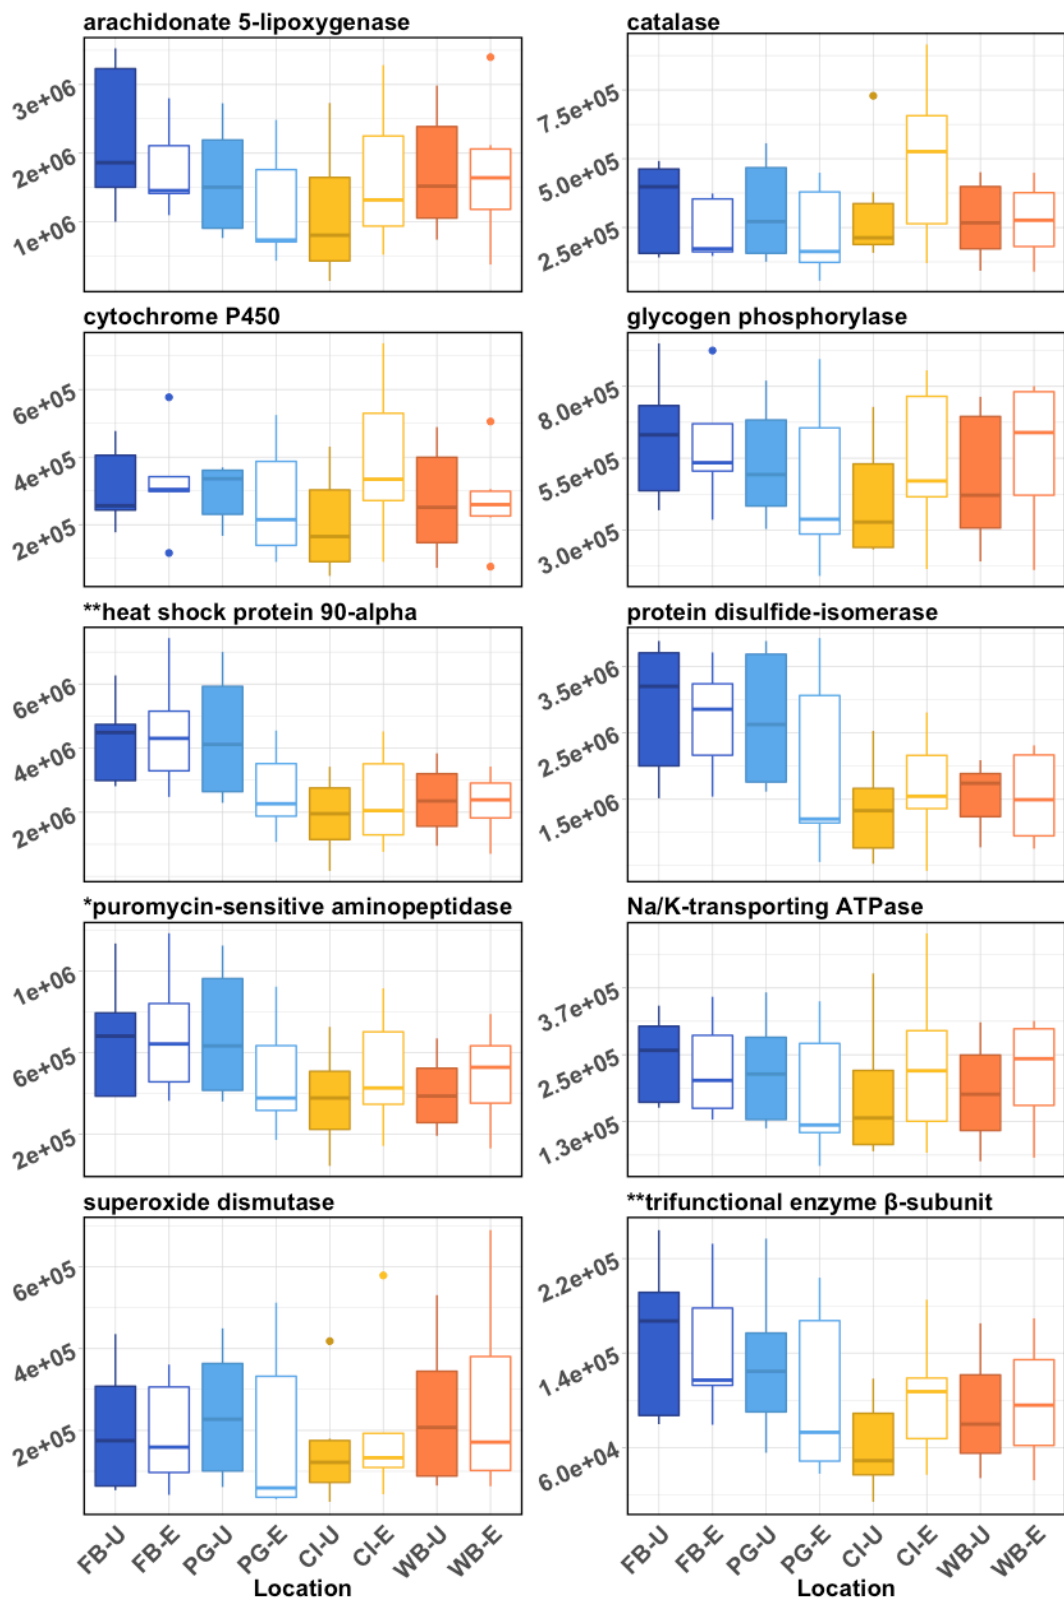 arachidonate 5-lipoxygenase
3e+06
2e+06
1e+06
catalase
7.5e+05
5.0e+05
2.5e+05
cytochrome P450
6e+05
4e+05
2e+05
glycogen phosphorylase
8.0e+05
5.5e+05
3.0e+05
**heat shock protein 90-alpha
6e+06
4e+06
2e+06
protein disulfide-isomerase
3.5e+06
2.5e+06
1.5e+06
*puromycin-sensitive aminopeptidase
1e+06
6e+05
2e+05
Na/K-transporting ATPase
3.7e+05
2.5e+05
1.3e+05
superoxide dismutase
6e+05
4e+05
2e+05
FB-U FB-E PG-U PG-E CI-U CI-E WB-U WB-E
Location
**trifunctional enzyme β-subunit
2.2e+05
1.4e+05
6.0e+04
FB-U FB-E PG-U PG-E CI-U CI-E WB-U WB-E
Location